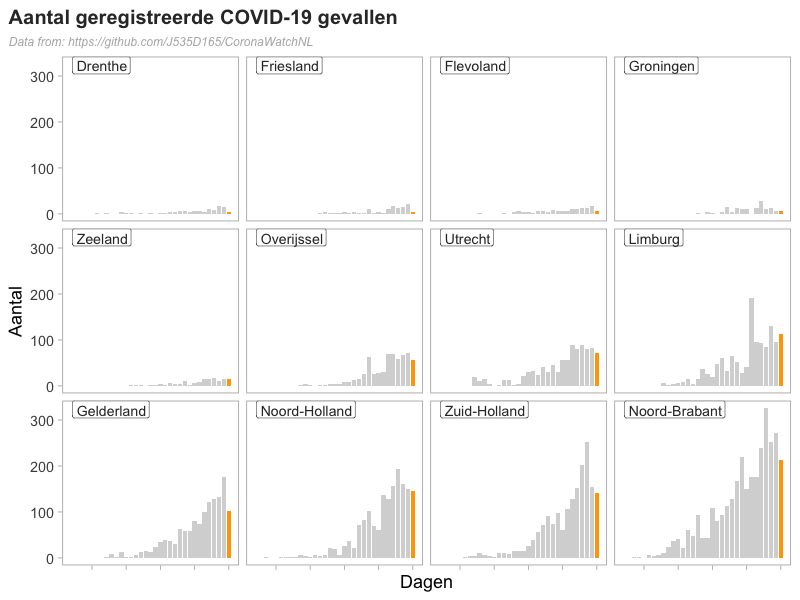 Aantal geregistreerde COVID-19 gevallen
Data from: https://github.com/J535D165/CoronaWatchNL
Drenthe
Friesland
Flevoland
Groningen
300
200
100
0
Zeeland
Overijssel
Utrecht
Limburg
300
200
100
0
Aantal
Gelderland
Noord-Holland
Zuid-Holland
Noord-Brabant
300
200
100
0
Dagen